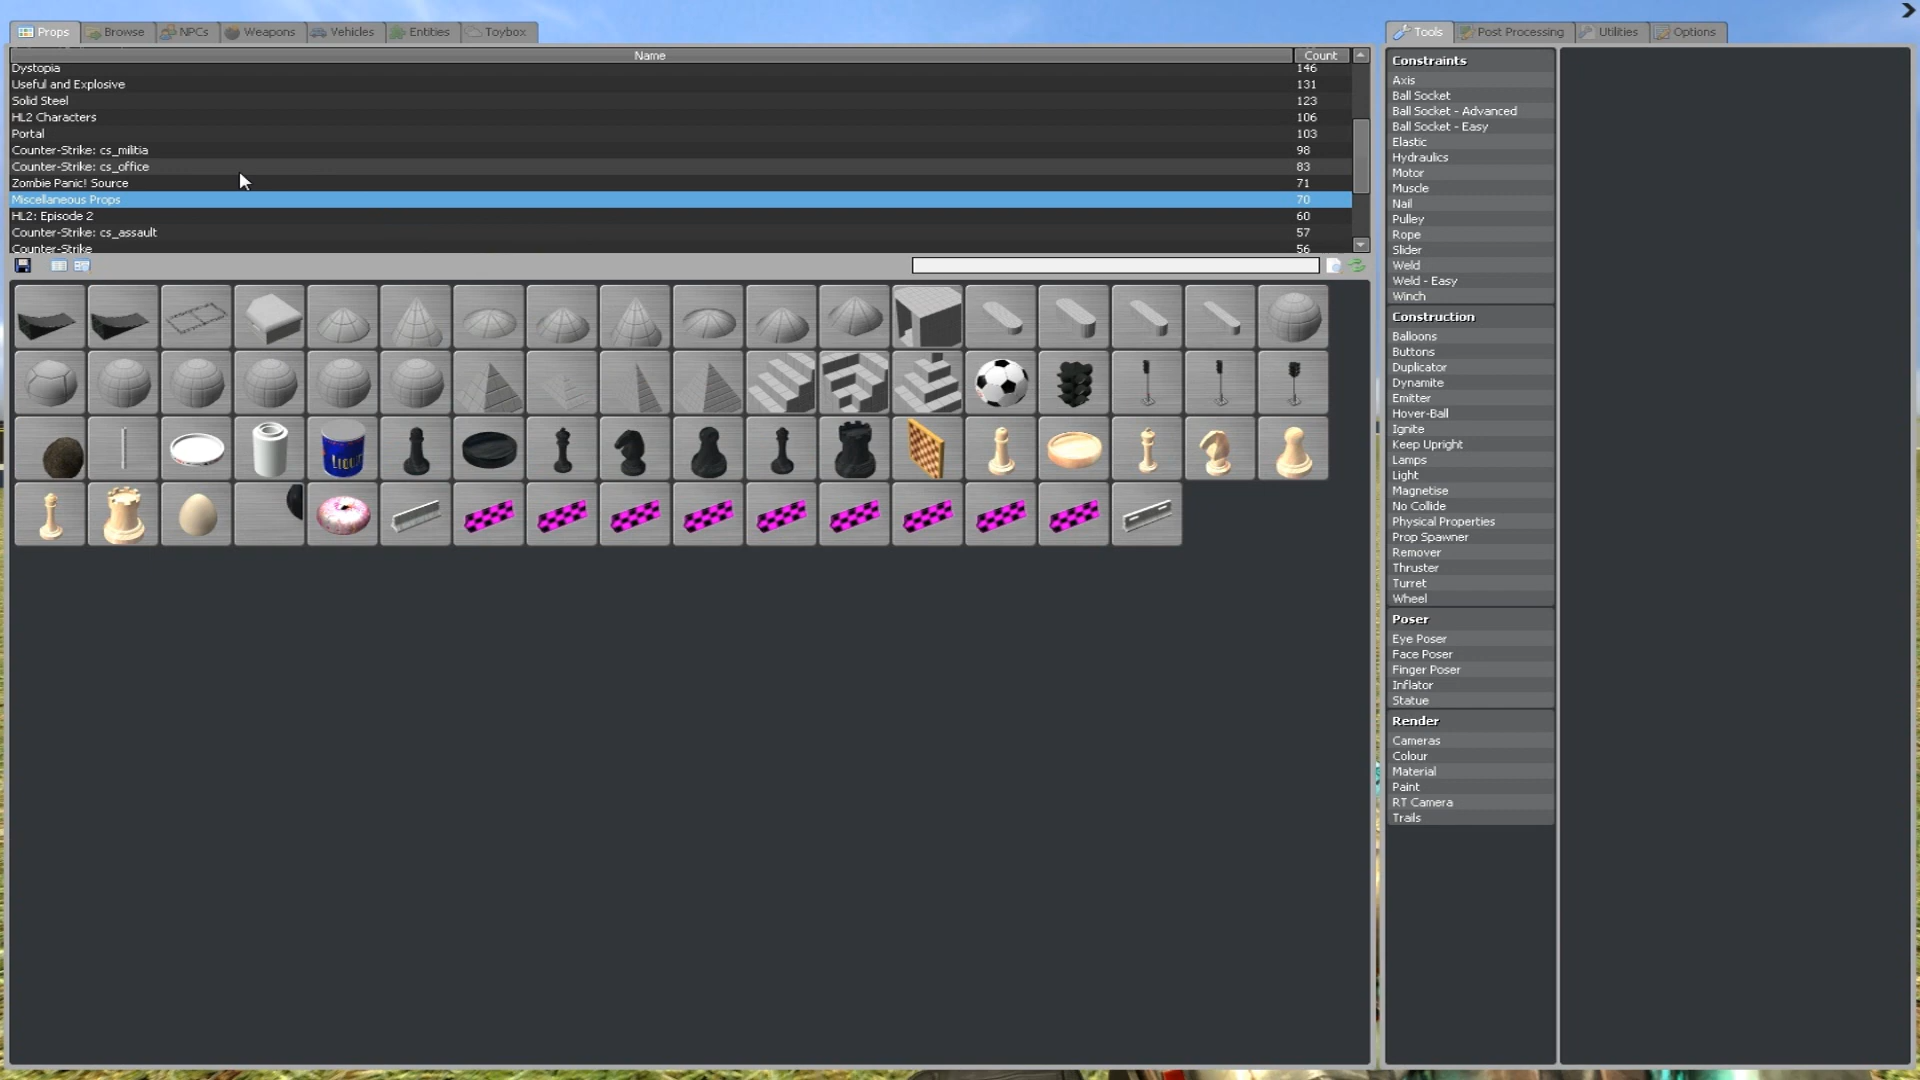 Props Browse NPCs Weapons Vehicles Entities Toybox
Name Count
Dystopia 146
Useful and Explosive 131
Solid Steel 123
HL2 Characters 106
Portal 103
Counter-Strike: cs_militia 98
Counter-Strike: cs_office 83
Zombie Panic! Source 71
Miscellaneous Props 70
HL2: Episode 2 60
Counter-Strike: cs_assault 57
Counter-Strike 56
Tools Post Processing Utilities Options
Constraints
Axis
Ball Socket
Ball Socket - Advanced
Ball Socket - Easy
Elastic
Hydraulics
Motor
Muscle
Nail
Pulley
Rope
Slider
Weld
Weld - Easy
Winch
Construction
Balloons
Buttons
Duplicator
Dynamite
Emitter
Hover-Ball
Ignite
Keep Upright
Lamps
Light
Magnetise
No Collide
Physical Properties
Prop Spawner
Remover
Thruster
Turret
Wheel
Poser
Eye Poser
Face Poser
Finger Poser
Inflator
Statue
Render
Cameras
Colour
Material
Paint
RT Camera
Trails